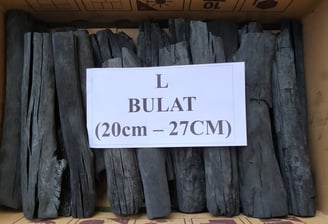 L
BULAT
(20cm – 27CM)